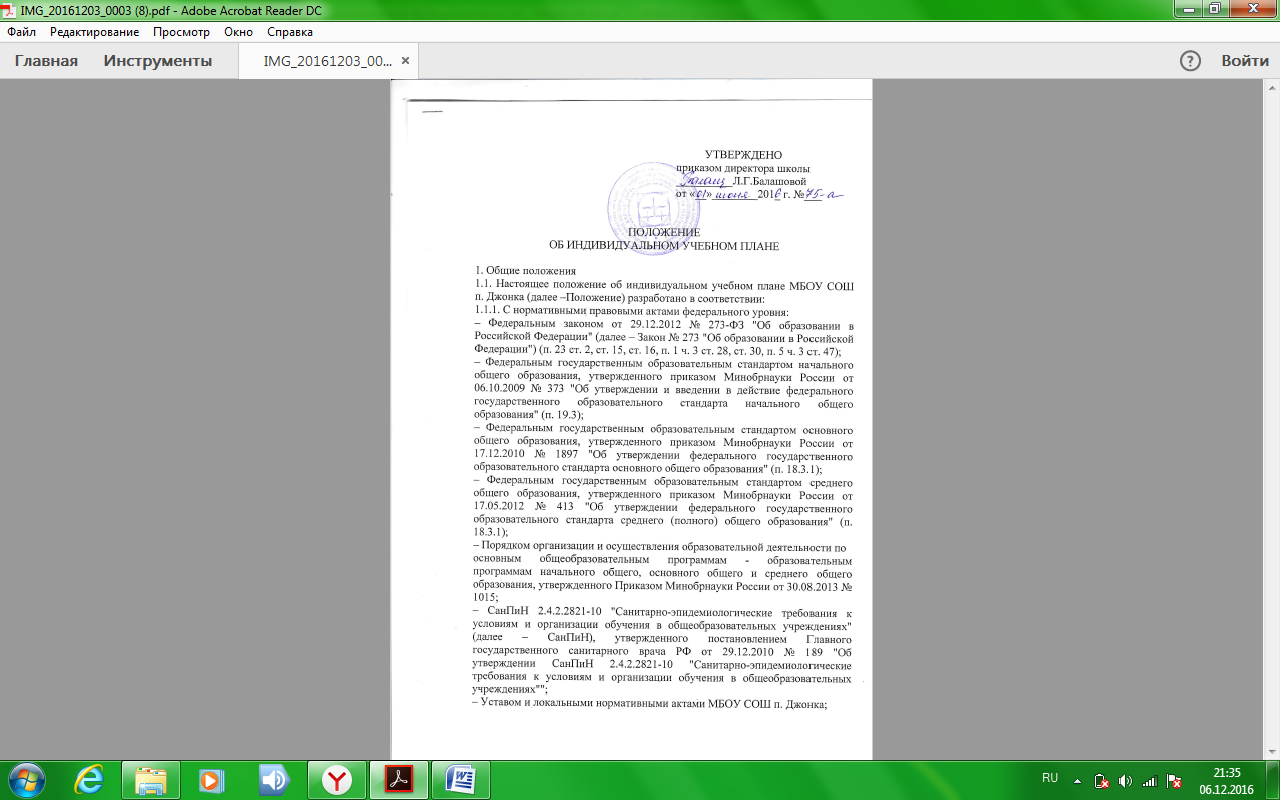 IMG_20161203_0003 (8).pdf - Adobe Acrobat Reader DC
Файл Редактирование Просмотр Окно Справка
Главная Инструменты IMG_20161203_00... × ? Войти
УТВЕРЖДЕНО
приказом директора школы
Л.Г.Балашовой
от «01» июня 2016 г. №75-а
ПОЛОЖЕНИЕ
ОБ ИНДИВИДУАЛЬНОМ УЧЕБНОМ ПЛАНЕ
1. Общие положения
1.1. Настоящее положение об индивидуальном учебном плане МБОУ СОШ
п. Джонка (далее –Положение) разработано в соответствии:
1.1.1. С нормативными правовыми актами федерального уровня:
– Федеральным законом от 29.12.2012 № 273-ФЗ "Об образовании в
Российской Федерации" (далее – Закон № 273 "Об образовании в Российской
Федерации") (п. 23 ст. 2, ст. 15, ст. 16, п. 1 ч. 3 ст. 28, ст. 30, п. 5 ч. 3 ст. 47);
– Федеральным государственным образовательным стандартом начального
общего образования, утвержденного приказом Минобрнауки России от
06.10.2009 № 373 "Об утверждении и введении в действие федерального
государственного образовательного стандарта начального общего
образования" (п. 19.3);
– Федеральным государственным образовательным стандартом основного
общего образования, утвержденного приказом Минобрнауки России от
17.12.2010 № 1897 "Об утверждении федерального государственного
образовательного стандарта основного общего образования" (п. 18.3.1);
– Федеральным государственным образовательным стандартом среднего
общего образования, утвержденного приказом Минобрнауки России от
17.05.2012 № 413 "Об утверждении федерального государственного
образовательного стандарта среднего (полного) общего образования" (п.
18.3.1);
– Порядком организации и осуществления образовательной деятельности по
основным общеобразовательным программам - образовательным
программам начального общего, основного общего и среднего общего
образования, утвержденного Приказом Минобрнауки России от 30.08.2013 №
1015;
– СанПиН 2.4.2.2821-10 "Санитарно-эпидемиологические требования к
условиям и организации обучения в общеобразовательных учреждениях"
(далее – СанПиН), утвержденного постановлением Главного
государственного санитарного врача РФ от 29.12.2010 № 189 "Об
утверждении СанПиН 2.4.2.2821-10 "Санитарно-эпидемиологические
требования к условиям и организации обучения в общеобразовательных
учреждениях"";
– Уставом и локальными нормативными актами МБОУ СОШ п. Джонка;
RU
21:35
06.12.2016